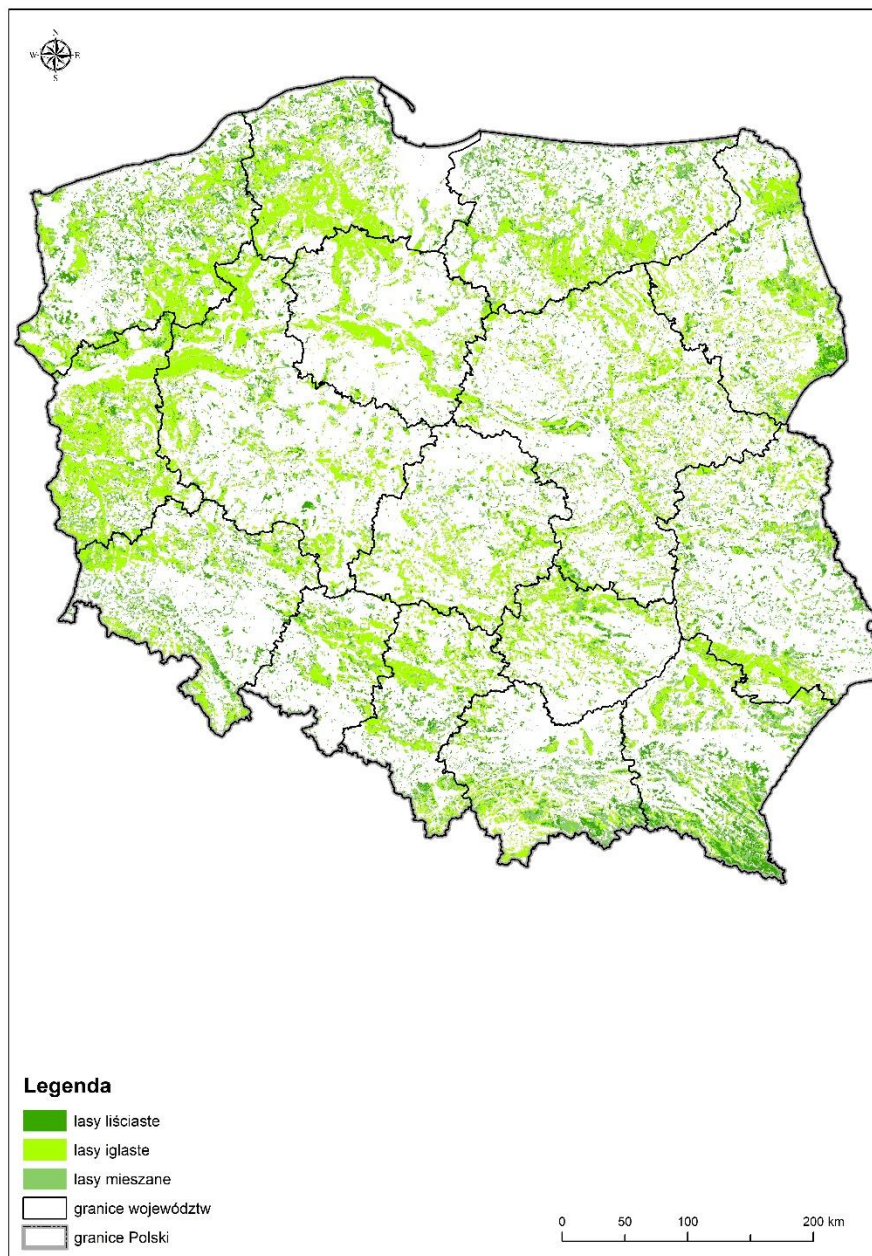 N
W E
S
Legenda
lasy liściaste
lasy iglaste
lasy mieszane
granice województw
granice Polski
0 50 100 200 km